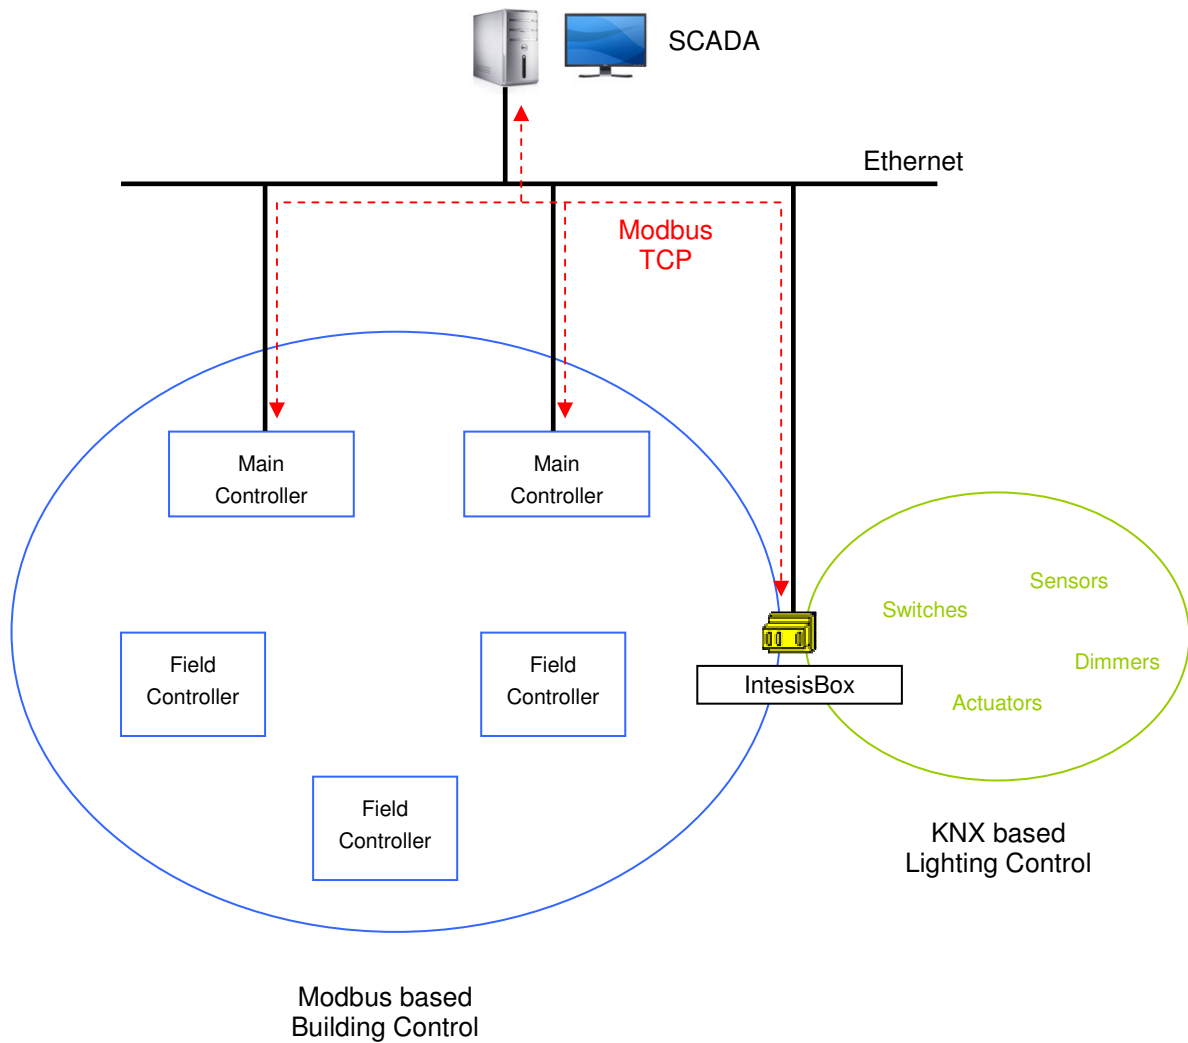 SCADA
Ethernet
Modbus
TCP
Main
Controller
Main
Controller
Sensors
Switches
Dimmers
Actuators
Field
Controller
Field
Controller
IntesisBox
Field
Controller
KNX based
Lighting Control
Modbus based
Building Control